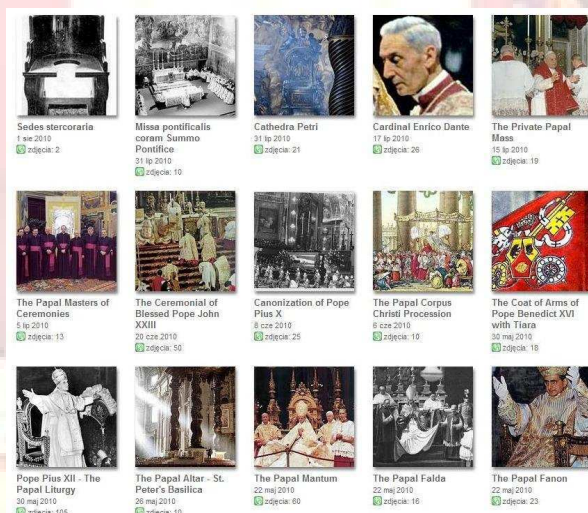 Sedes stercoraria
1 sie 2010
zdjęcia: 2
Missa pontificalis
coram Summo
Pontifice
31 lip 2010
zdjęcia: 10
Cathedra Petri
31 lip 2010
zdjęcia: 21
Cardinal Enrico Dante
17 lip 2010
zdjęcia: 26
The Private Papal
Mass
15 lip 2010
zdjęcia: 19
The Papal Masters of
Ceremonies
5 lip 2010
zdjęcia: 13
The Ceremonial of
Blessed Pope John
XXIII
20 cze 2010
zdjęcia: 50
Canonization of Pope
Pius X
8 cze 2010
zdjęcia: 25
The Papal Corpus
Christi Procession
6 cze 2010
zdjęcia: 10
The Coat of Arms of
Pope Benedict XVI
with Tiara
30 maj 2010
zdjęcia: 18
Pope Pius XII - The
Papal Liturgy
30 maj 2010
zdjęcia: 105
The Papal Altar - St.
Peter's Basilica
26 maj 2010
zdjęcia: 10
The Papal Mantum
22 maj 2010
zdjęcia: 60
The Papal Falda
22 maj 2010
zdjęcia: 16
The Papal Fanon
22 maj 2010
zdjęcia: 23